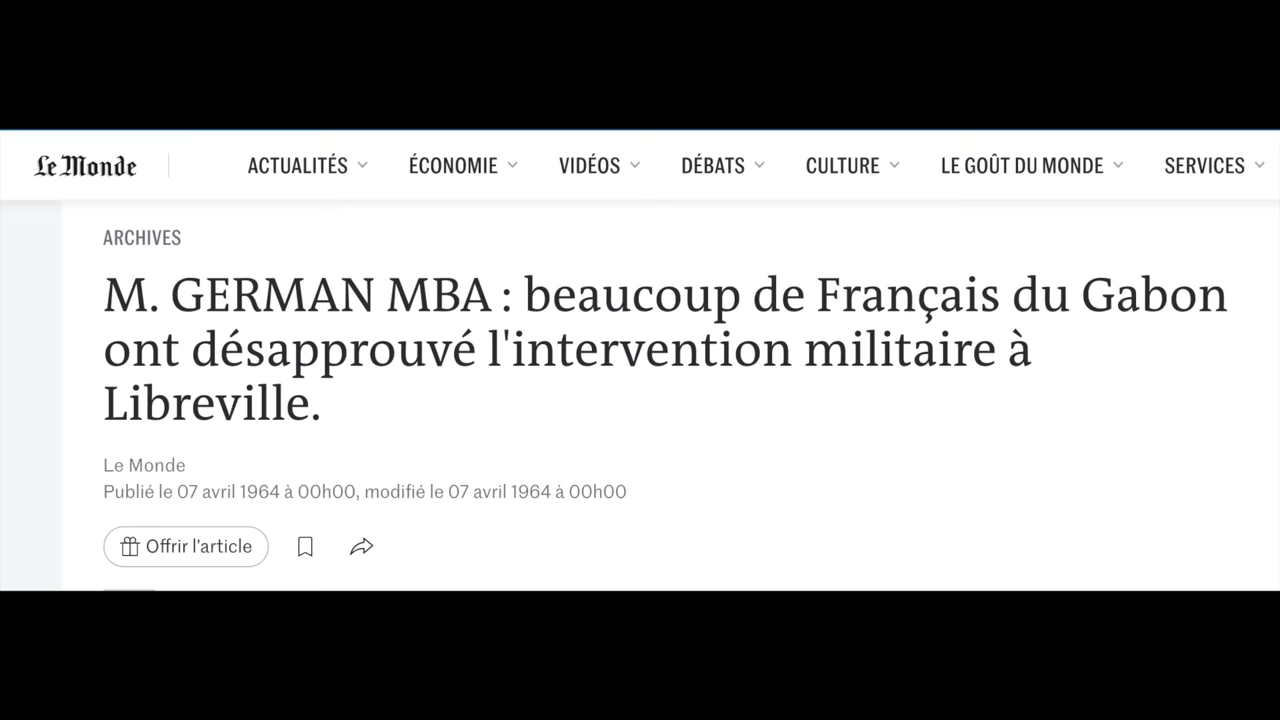 Le Monde ACTUALITÉS ÉCONOMIE VIDÉOS DÉBATS CULTURE LE GOÛT DU MONDE SERVICES
ARCHIVES
M. GERMAN MBA : beaucoup de Français du Gabon
ont désapprouvé l'intervention militaire à
Libreville.
Le Monde
Publié le 07 avril 1964 à 00h00, modifié le 07 avril 1964 à 00h00
Offrir l'article